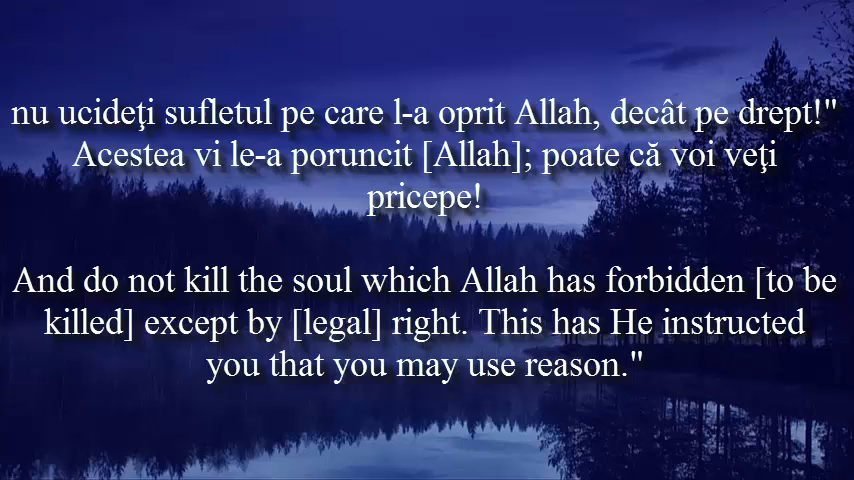 nu ucideţi sufletul pe care l-a oprit Allah, decât pe drept!"
Acestea vi le-a poruncit [Allah]; poate că voi veţi
pricepe!
And do not kill the soul which Allah has forbidden [to be
killed] except by [legal] right. This has He instructed
you that you may use reason."